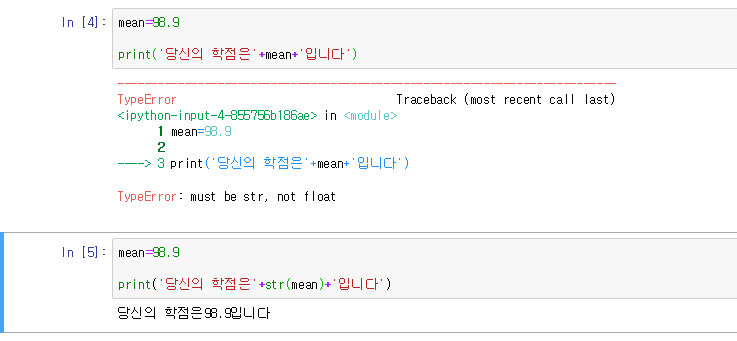 In [4]: mean=98.9
print('당신의 학점은'+mean+'입니다')
---------------------------------------------------------------------------
TypeError Traceback (most recent call last)
<ipython-input-4-855756b186ae> in <module>
1 mean=98.9
2
----> 3 print('당신의 학점은'+mean+'입니다')
TypeError: must be str, not float
In [5]: mean=98.9
print('당신의 학점은'+str(mean)+'입니다')
당신의 학점은98.9입니다